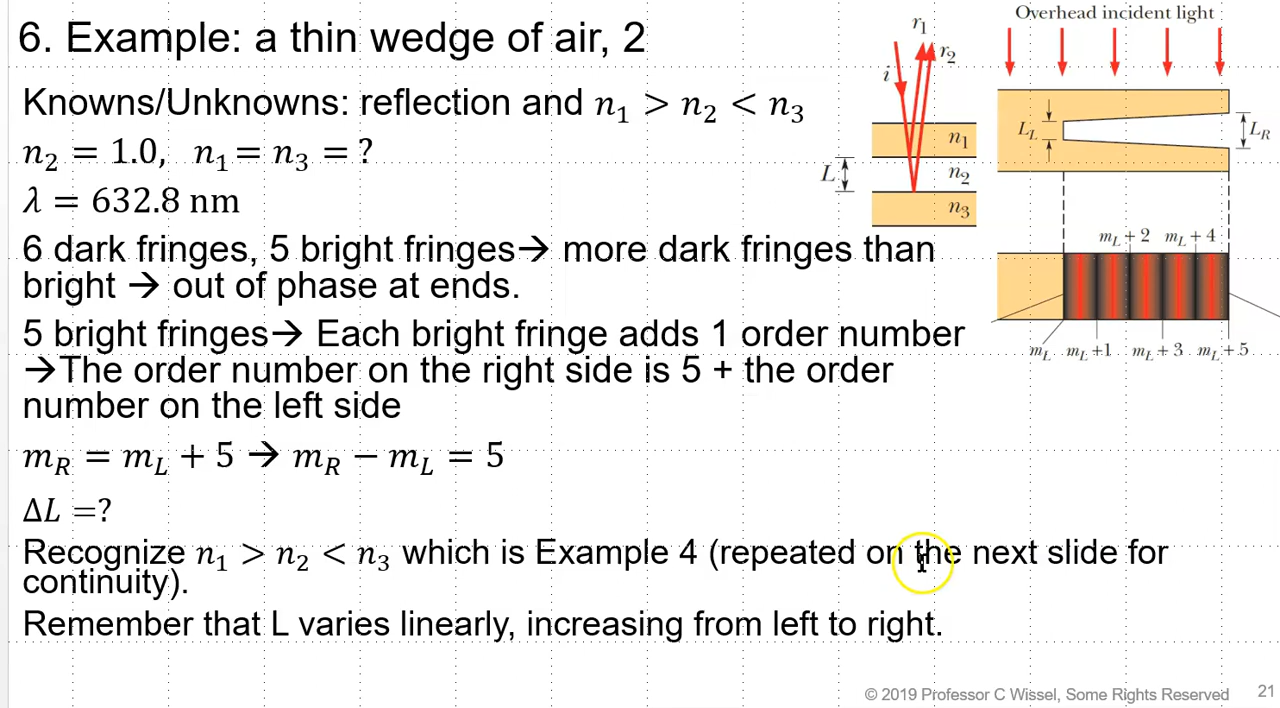 6. Example: a thin wedge of air, 2
Knowns/Unknowns: reflection and n₁ > n₂ < n₃
n₂ = 1.0, n₁ = n₃ = ?
λ = 632.8 nm
6 dark fringes, 5 bright fringes→ more dark fringes than
bright → out of phase at ends.
5 bright fringes→ Each bright fringe adds 1 order number
→The order number on the right side is 5 + the order
number on the left side
m_R = m_L + 5 → m_R − m_L = 5
ΔL =?
Recognize n₁ > n₂ < n₃ which is Example 4 (repeated on the next slide for
continuity).
Remember that L varies linearly, increasing from left to right.
r₁
r₂
i
n₁
L
n₂
n₃
Overhead incident light
L_L
L_R
m_L + 2 m_L + 4
m_L m_L +1 m_L + 3 m_L + 5
© 2019 Professor C Wissel, Some Rights Reserved
21